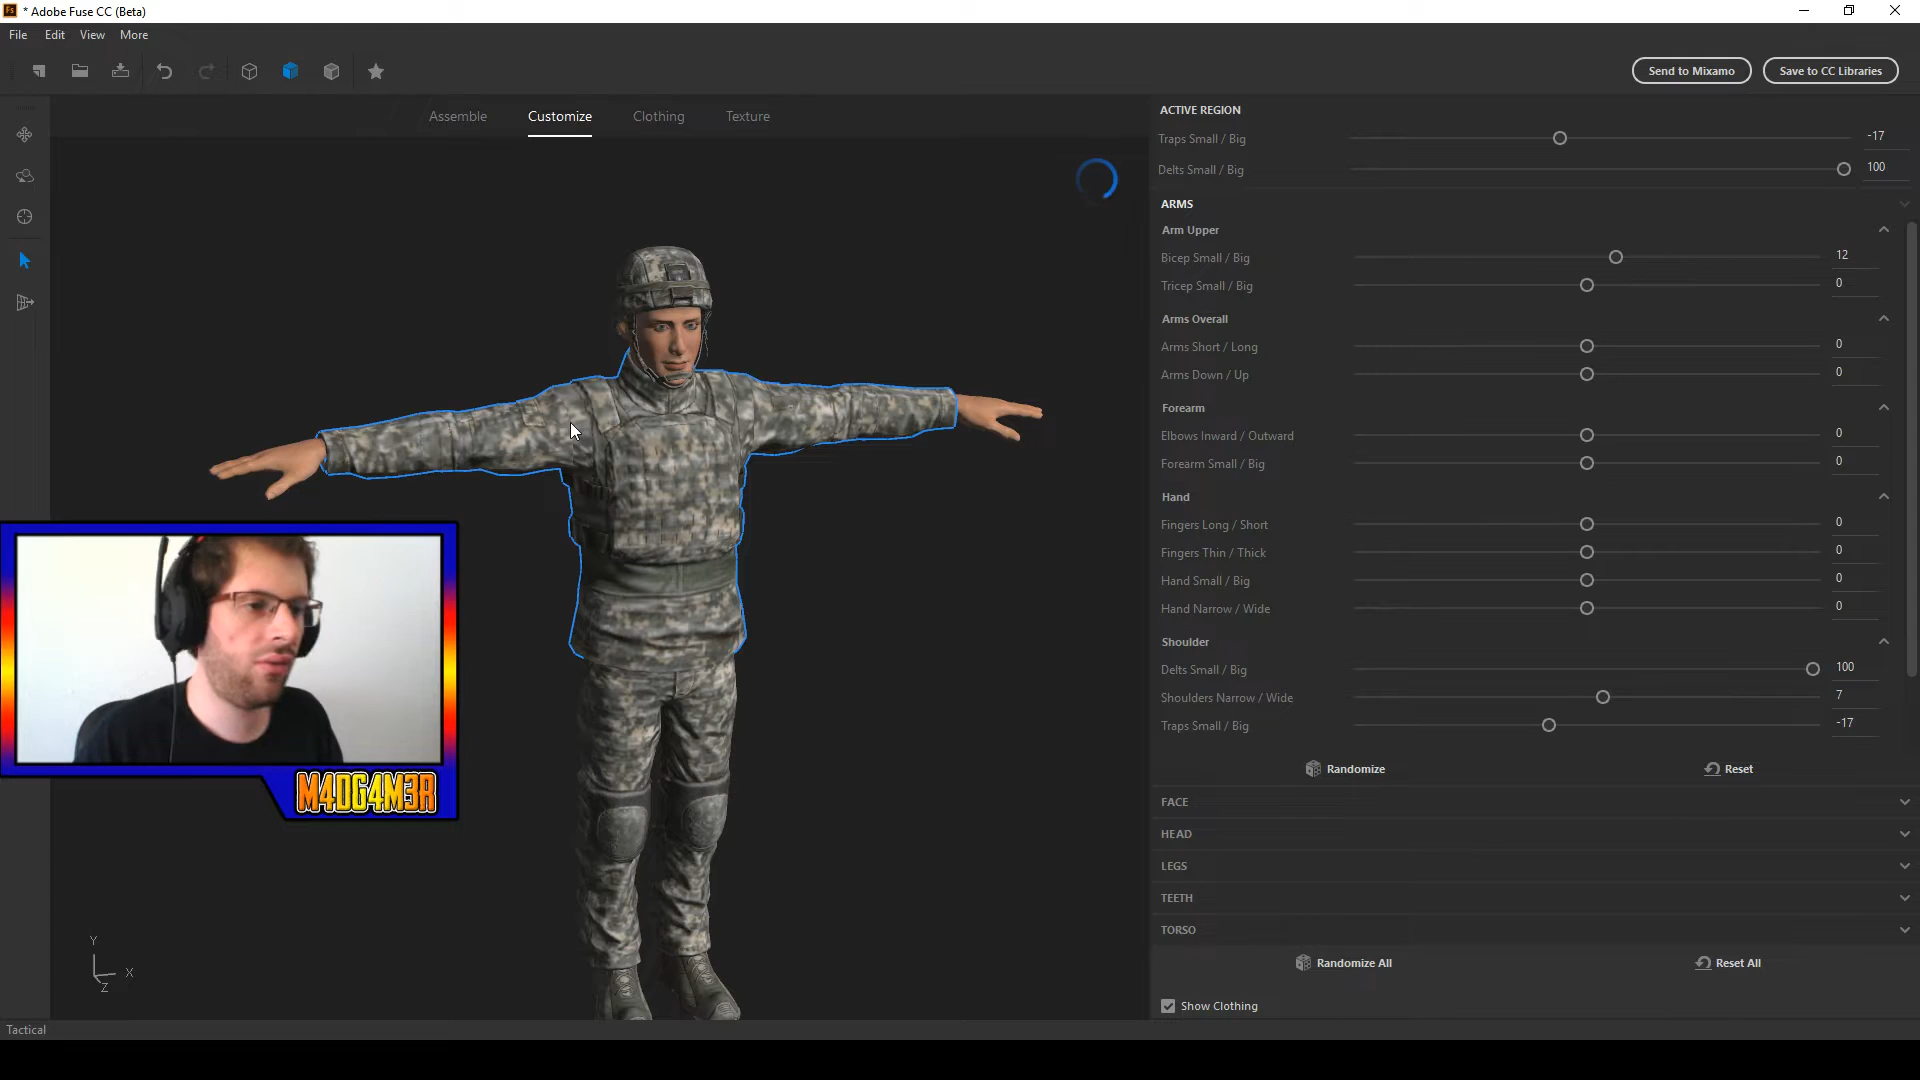 * Adobe Fuse CC (Beta)
File Edit View More
Send to Mixamo Save to CC Libraries
Assemble Customize Clothing Texture
ACTIVE REGION
Traps Small / Big -17
Delts Small / Big 100
ARMS
Arm Upper
Bicep Small / Big 12
Tricep Small / Big 0
Arms Overall
Arms Short / Long 0
Arms Down / Up 0
Forearm
Elbows Inward / Outward 0
Forearm Small / Big 0
Hand
Fingers Long / Short 0
Fingers Thin / Thick 0
Hand Small / Big 0
Hand Narrow / Wide 0
Shoulder
Delts Small / Big 100
Shoulders Narrow / Wide 7
Traps Small / Big -17
Randomize Reset
FACE
HEAD
LEGS
TEETH
TORSO
Randomize All Reset All
Show Clothing
M4DG4M3R
Y
X
Z
Tactical